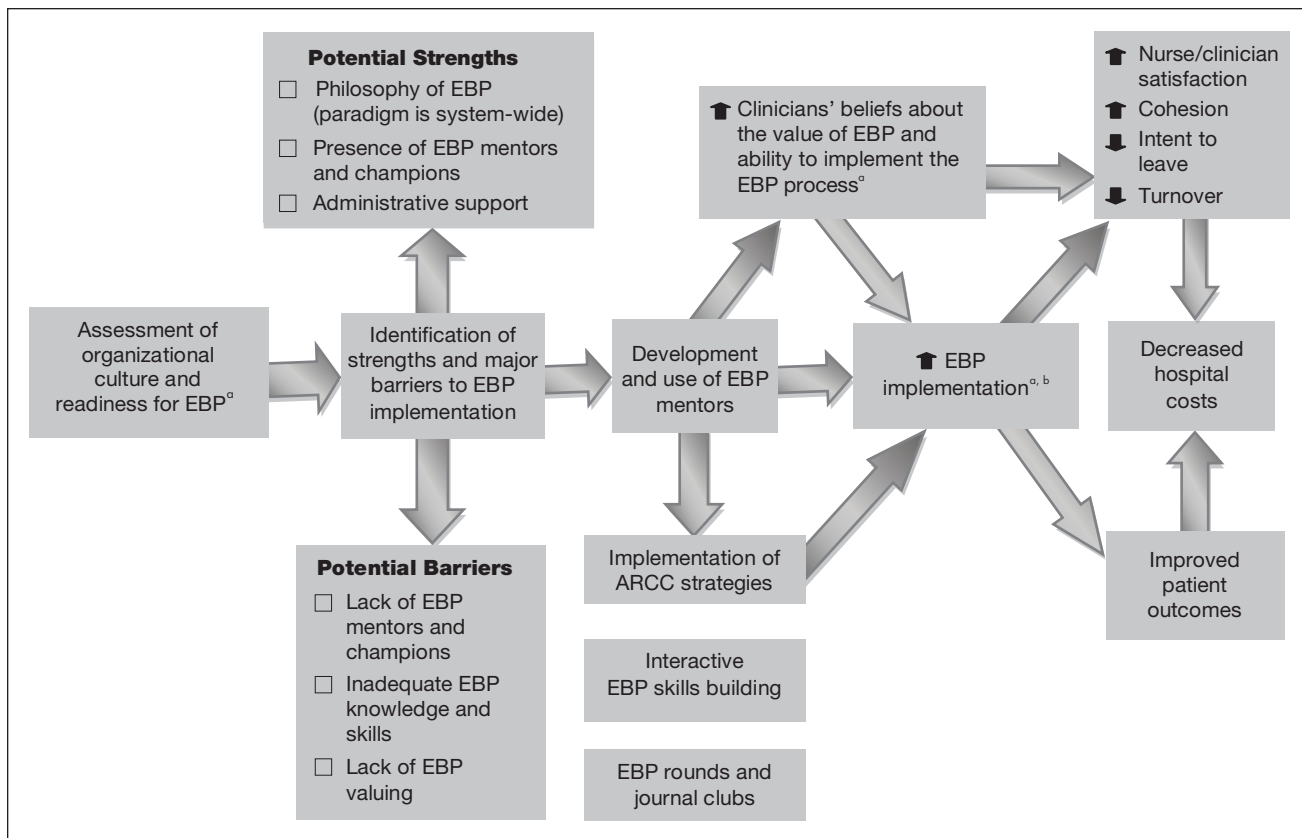 Potential Strengths
☐ Philosophy of EBP
(paradigm is system-wide)
☐ Presence of EBP mentors
and champions
☐ Administrative support
Assessment of
organizational
culture and
readiness for EBPᵃ
Identification of
strengths and major
barriers to EBP
implementation
Potential Barriers
☐ Lack of EBP
mentors and
champions
☐ Inadequate EBP
knowledge and
skills
☐ Lack of EBP
valuing
Development
and use of EBP
mentors
Clinicians’ beliefs about
the value of EBP and
ability to implement the
EBP processᵃ
Implementation of
ARCC strategies
Interactive
EBP skills building
EBP rounds and
journal clubs
EBP
implementationᵃ, ᵇ
Nurse/clinician
satisfaction
Cohesion
Intent to
leave
Turnover
Decreased
hospital
costs
Improved
patient
outcomes